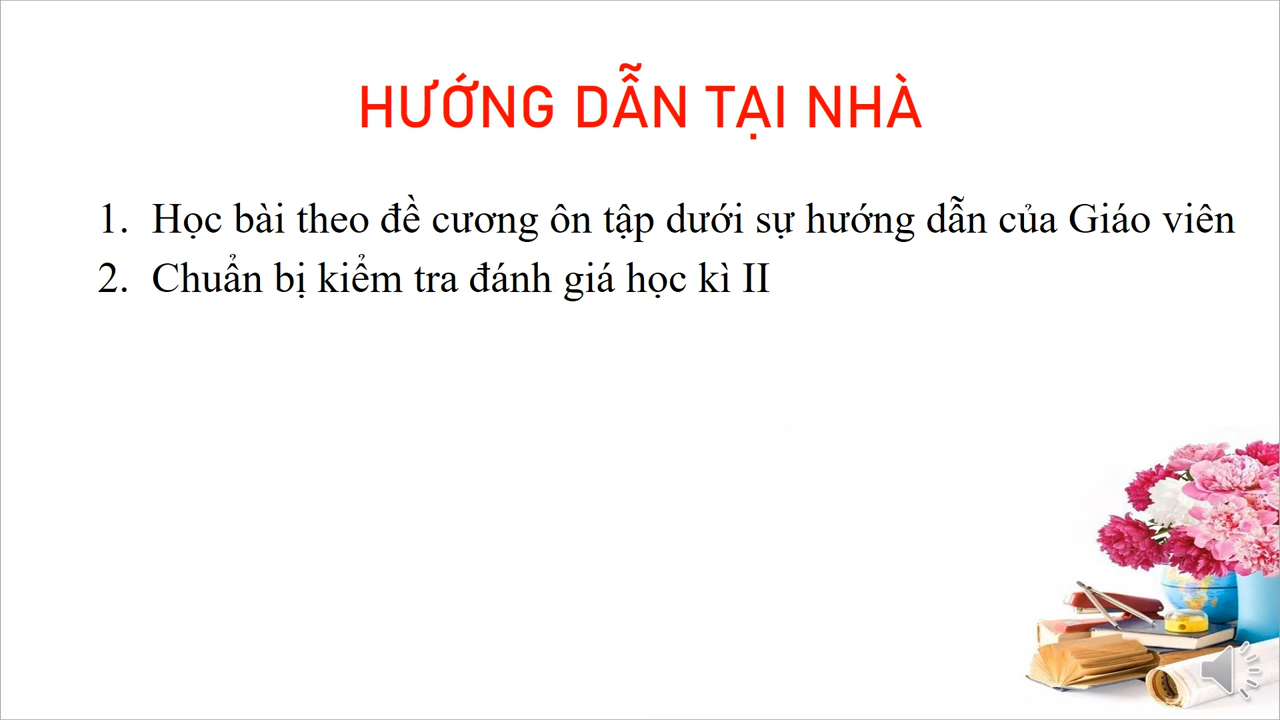 HƯỚNG DẪN TẠI NHÀ
1. Học bài theo đề cương ôn tập dưới sự hướng dẫn của Giáo viên
2. Chuẩn bị kiểm tra đánh giá học kì II